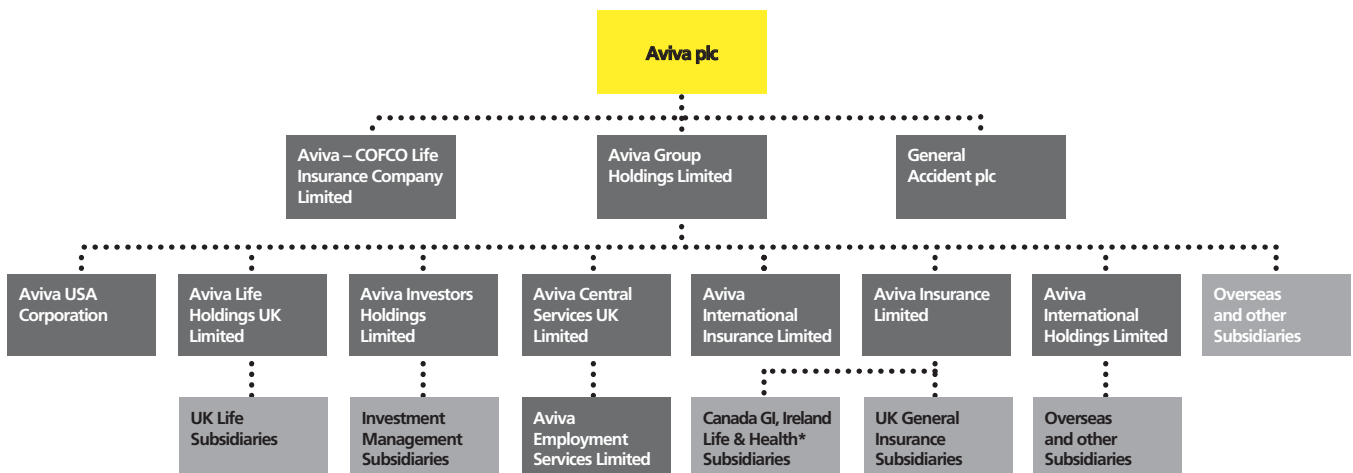 Aviva plc
Aviva – COFCO Life
Insurance Company
Limited
Aviva Group
Holdings Limited
General
Accident plc
Aviva USA
Corporation
Aviva Life
Holdings UK
Limited
Aviva Investors
Holdings
Limited
Aviva Central
Services UK
Limited
Aviva
International
Insurance Limited
Aviva Insurance
Limited
Aviva
International
Holdings Limited
Overseas
and other
Subsidiaries
UK Life
Subsidiaries
Investment
Management
Subsidiaries
Aviva
Employment
Services Limited
Canada GI, Ireland
Life & Health*
Subsidiaries
UK General
Insurance
Subsidiaries
Overseas
and other
Subsidiaries